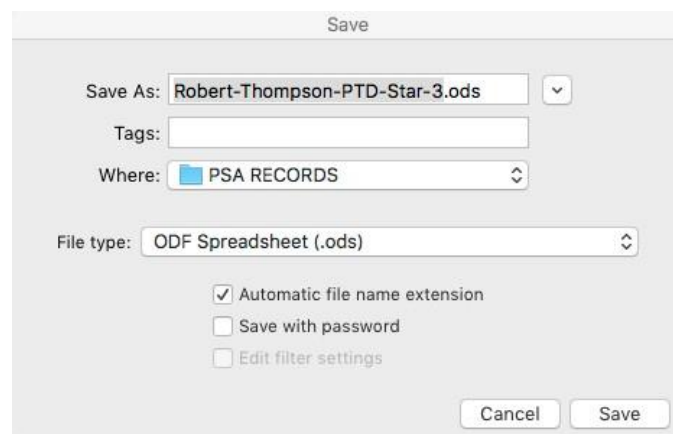 Save
Save As: Robert-Thompson-PTD-Star-3.ods
Tags:
Where: PSA RECORDS
File type: ODF Spreadsheet (.ods)
Automatic file name extension
Save with password
Edit filter settings
Cancel Save